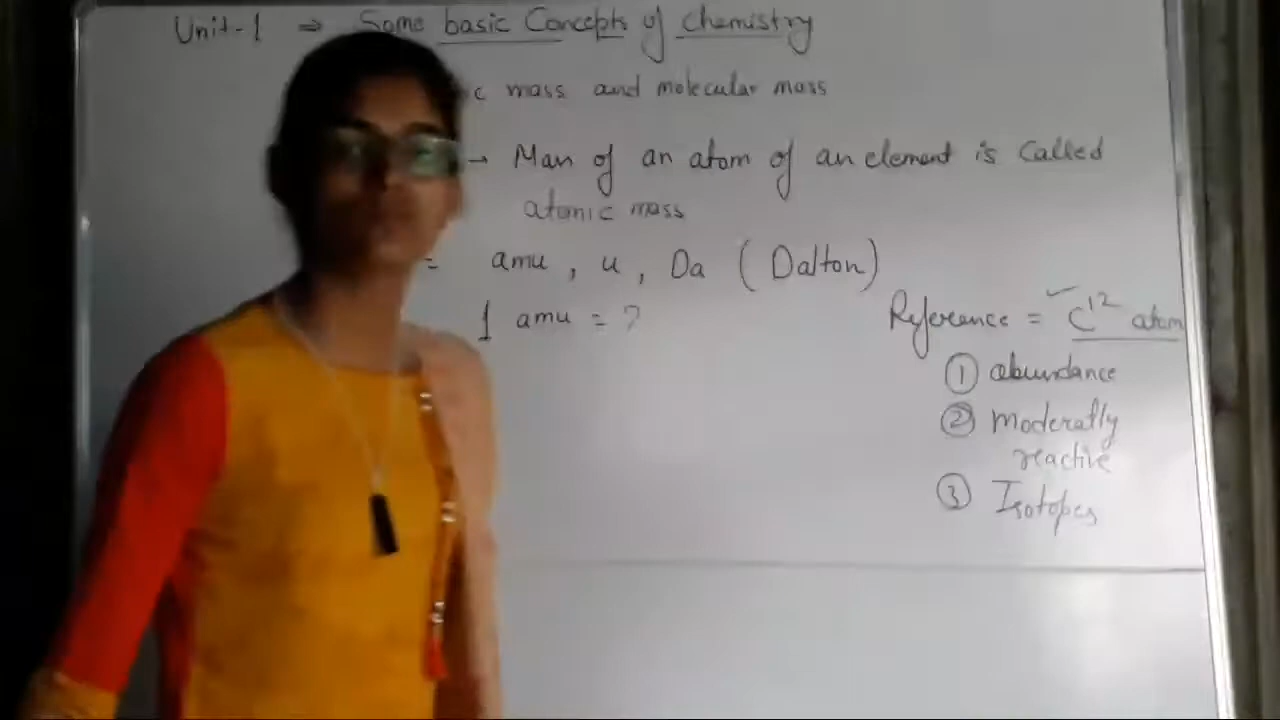 Unit-1 ⇒ Some basic Concepts of Chemistry
c mass and molecular mass
→ Mass of an atom of an element is Called
atomic mass
= amu, u, Da (Dalton)
1 amu = ?
Reference = C¹² atom
① abundance
② Moderatly
reactive
③ Isotopes